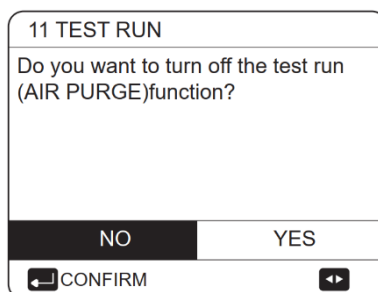 11 TEST RUN
Do you want to turn off the test run
(AIR PURGE)function?
NO YES
CONFIRM